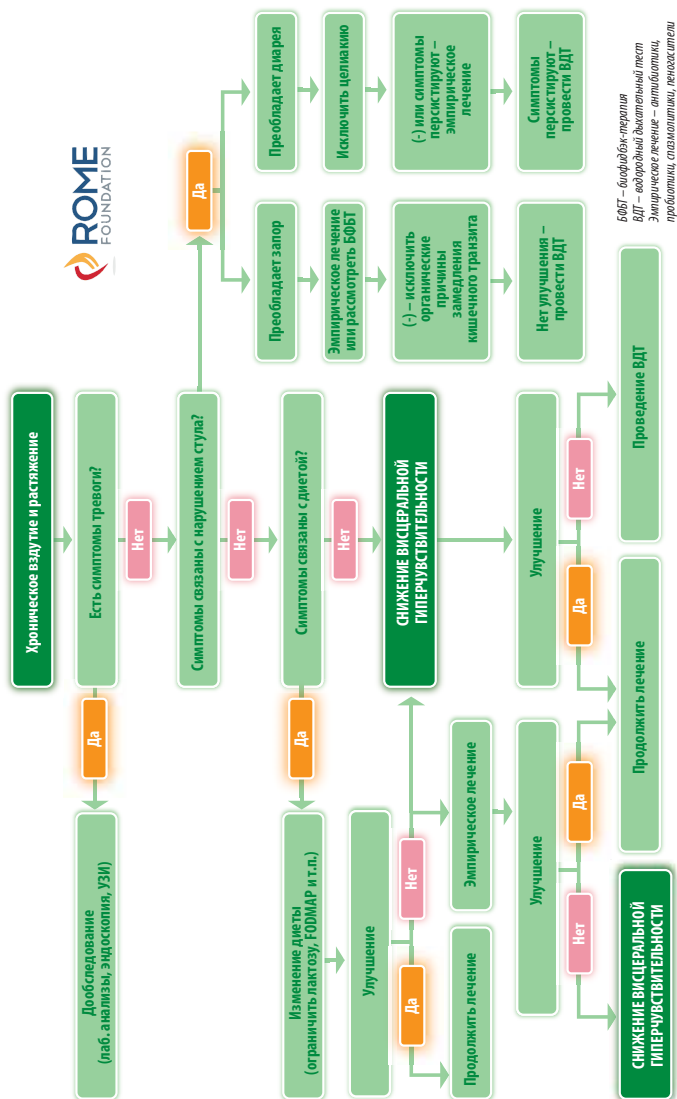 ROME
FOUNDATION
Хроническое вздутие и растяжение
Есть симптомы тревоги?
Да
Дообследование
(лаб. анализы, эндоскопия, УЗИ)
Нет
Симптомы связаны с нарушением стула?
Да
Преобладает запор
Эмпирическое лечение
или рассмотреть БФБТ
(-) – исключить
органические
причины
замедления
кишечного транзита
Нет улучшения –
провести ВДТ
Преобладает диарея
Исключить целиакию
(-) или симптомы
персистируют –
эмпирическое
лечение
Симптомы
персистируют –
провести ВДТ
Нет
Симптомы связаны с диетой?
Да
Изменение диеты
(ограничить лактозу, FODMAP и т.п.)
Улучшение
Да
Продолжить лечение
Нет
Эмпирическое лечение
Улучшение
Нет
СНИЖЕНИЕ ВИСЦЕРАЛЬНОЙ
ГИПЕРЧУВСТВИТЕЛЬНОСТИ
Да
Продолжить лечение
Нет
СНИЖЕНИЕ ВИСЦЕРАЛЬНОЙ
ГИПЕРЧУВСТВИТЕЛЬНОСТИ
Улучшение
Да
Нет
Проведение ВДТ
БФБТ – биофидбэк-терапия
ВДТ – водородный дыхательный тест
Эмпирическое лечение – антибиотики,
пробиотики, спазмолитики, пеногасители